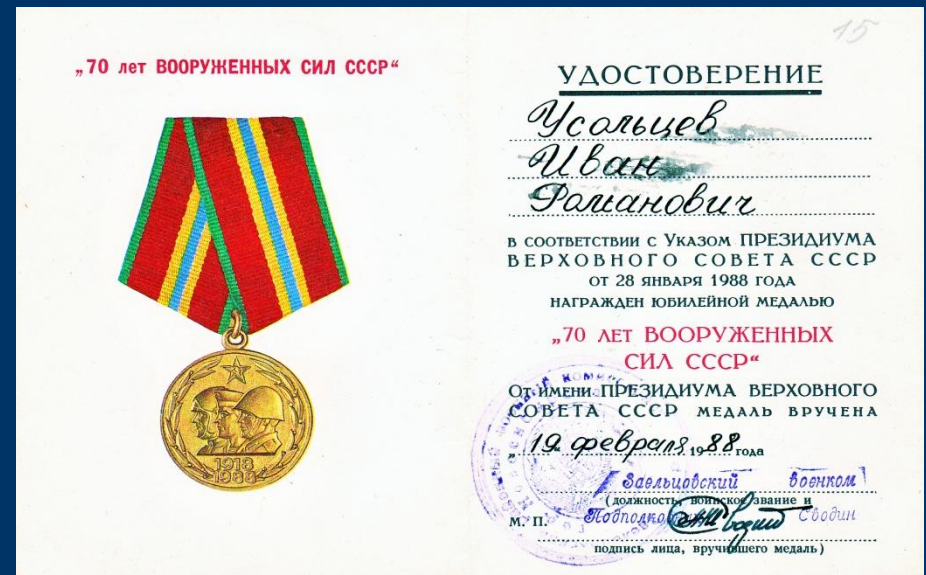 „70 лет ВООРУЖЕННЫХ СИЛ СССР“
1918
1988
15
УДОСТОВЕРЕНИЕ
Усольцев
Иван
Романович
в соответствии с Указом ПРЕЗИДИУМА
ВЕРХОВНОГО СОВЕТА СССР
от 28 января 1988 года
награжден юбилейной медалью
„70 лет ВООРУЖЕННЫХ
СИЛ СССР“
От имени ПРЕЗИДИУМА ВЕРХОВНОГО
СОВЕТА СССР медаль вручена
„19“ февраля 1988 года
Заельцовский военком
(должность, воинское звание и
М. П. Подполковник Сводин
подпись лица, вручившего медаль)